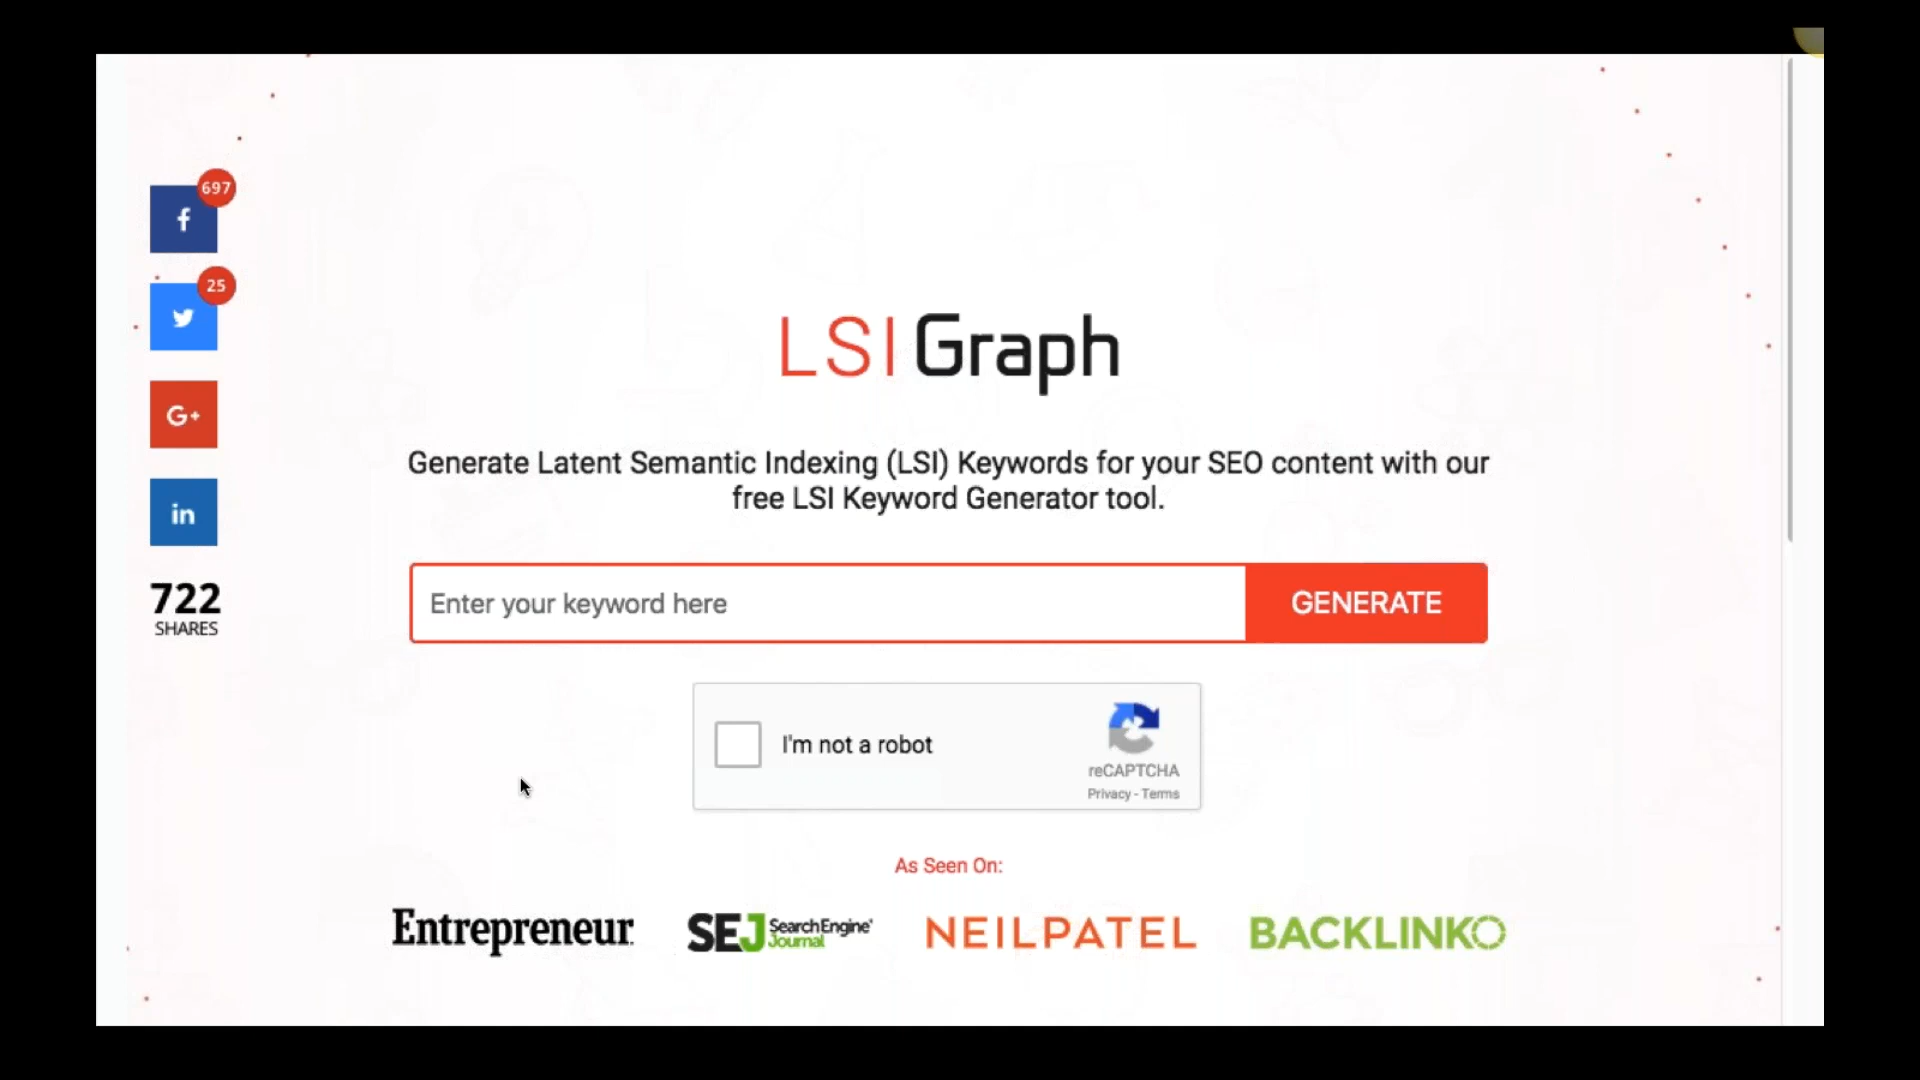 697
f
25
G+
in
722
SHARES
LSIGraph
Generate Latent Semantic Indexing (LSI) Keywords for your SEO content with our
free LSI Keyword Generator tool.
Enter your keyword here
GENERATE
I'm not a robot
reCAPTCHA
Privacy - Terms
As Seen On:
Entrepreneur
SEJ Search Engine Journal
NEILPATEL
BACKLINKO